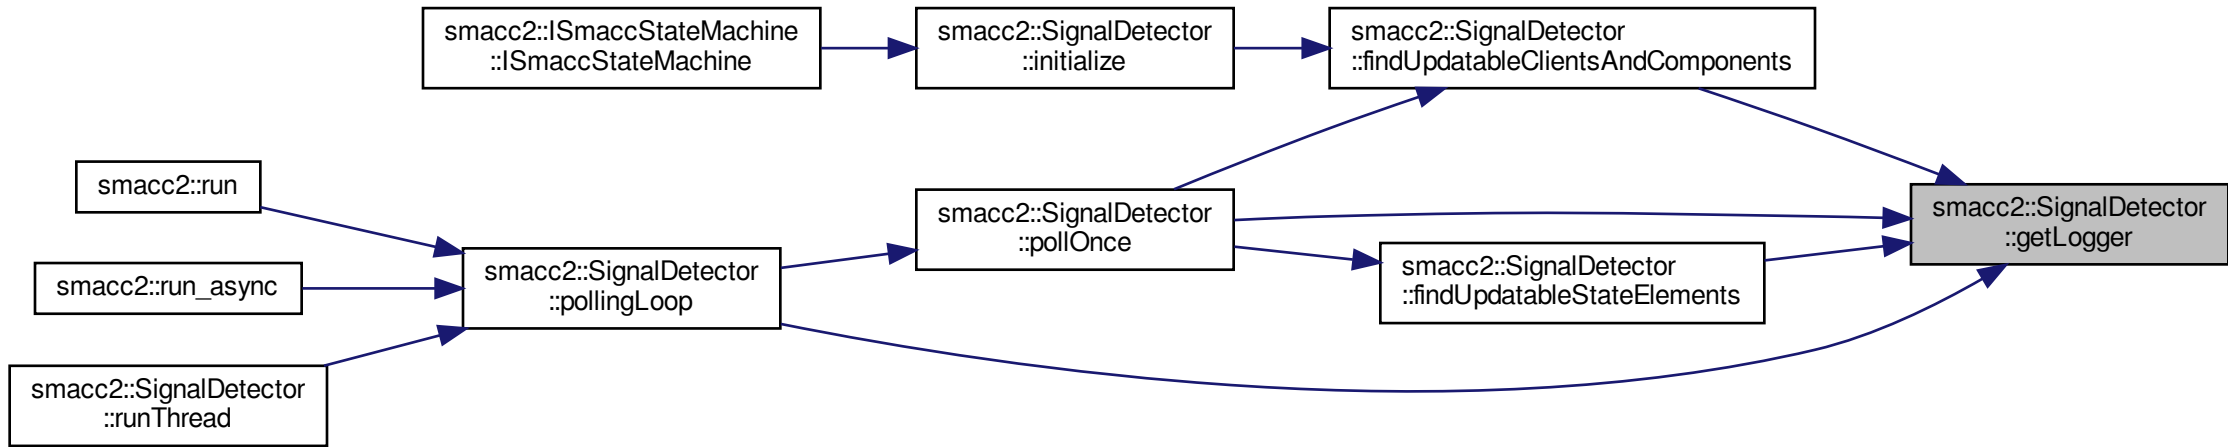 smacc2::ISmaccStateMachine
::ISmaccStateMachine
smacc2::SignalDetector
::initialize
smacc2::SignalDetector
::findUpdatableClientsAndComponents
smacc2::run
smacc2::SignalDetector
::pollOnce
smacc2::SignalDetector
::getLogger
smacc2::run_async
smacc2::SignalDetector
::pollingLoop
smacc2::SignalDetector
::findUpdatableStateElements
smacc2::SignalDetector
::runThread